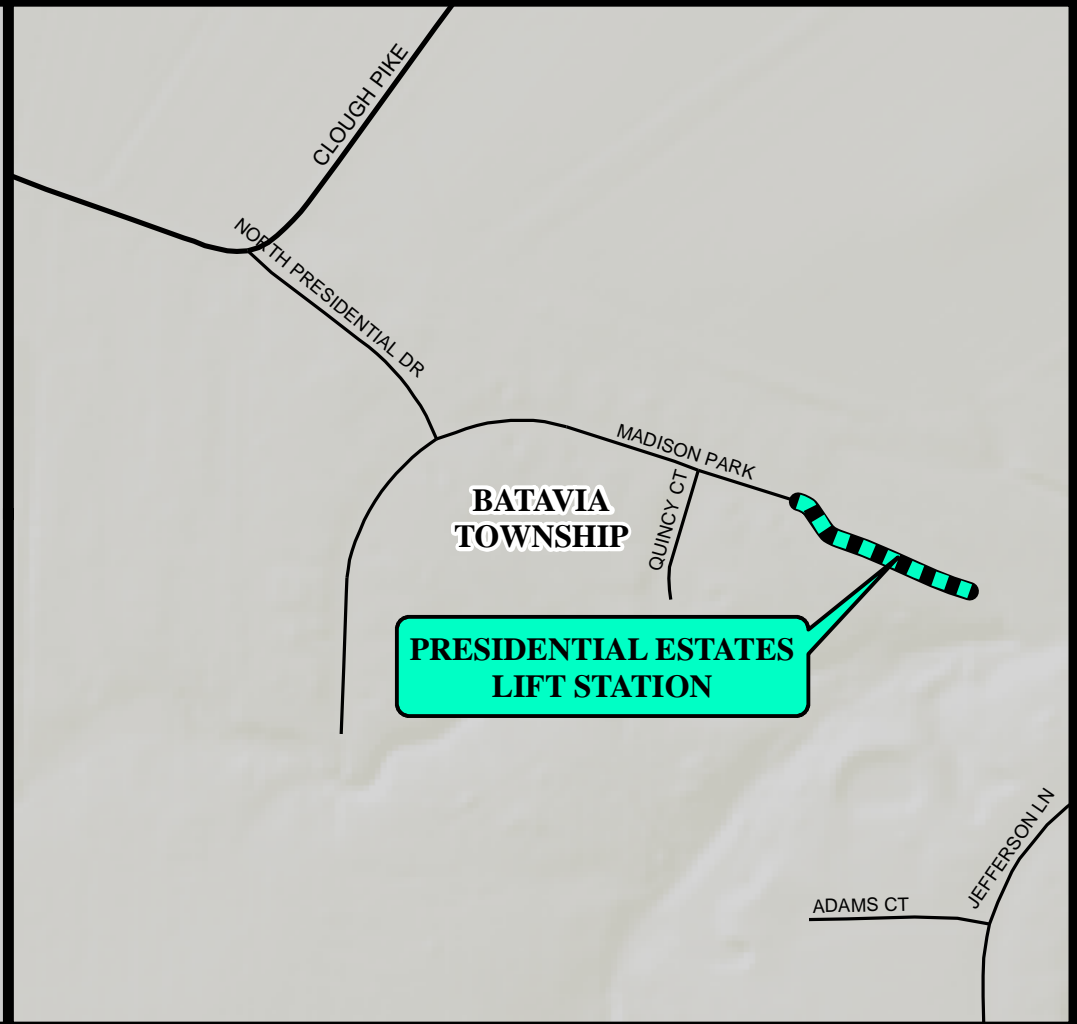 CLOUGH PIKE
NORTH PRESIDENTIAL DR
MADISON PARK
QUINCY CT
BATAVIA
TOWNSHIP
PRESIDENTIAL ESTATES
LIFT STATION
JEFFERSON LN
ADAMS CT